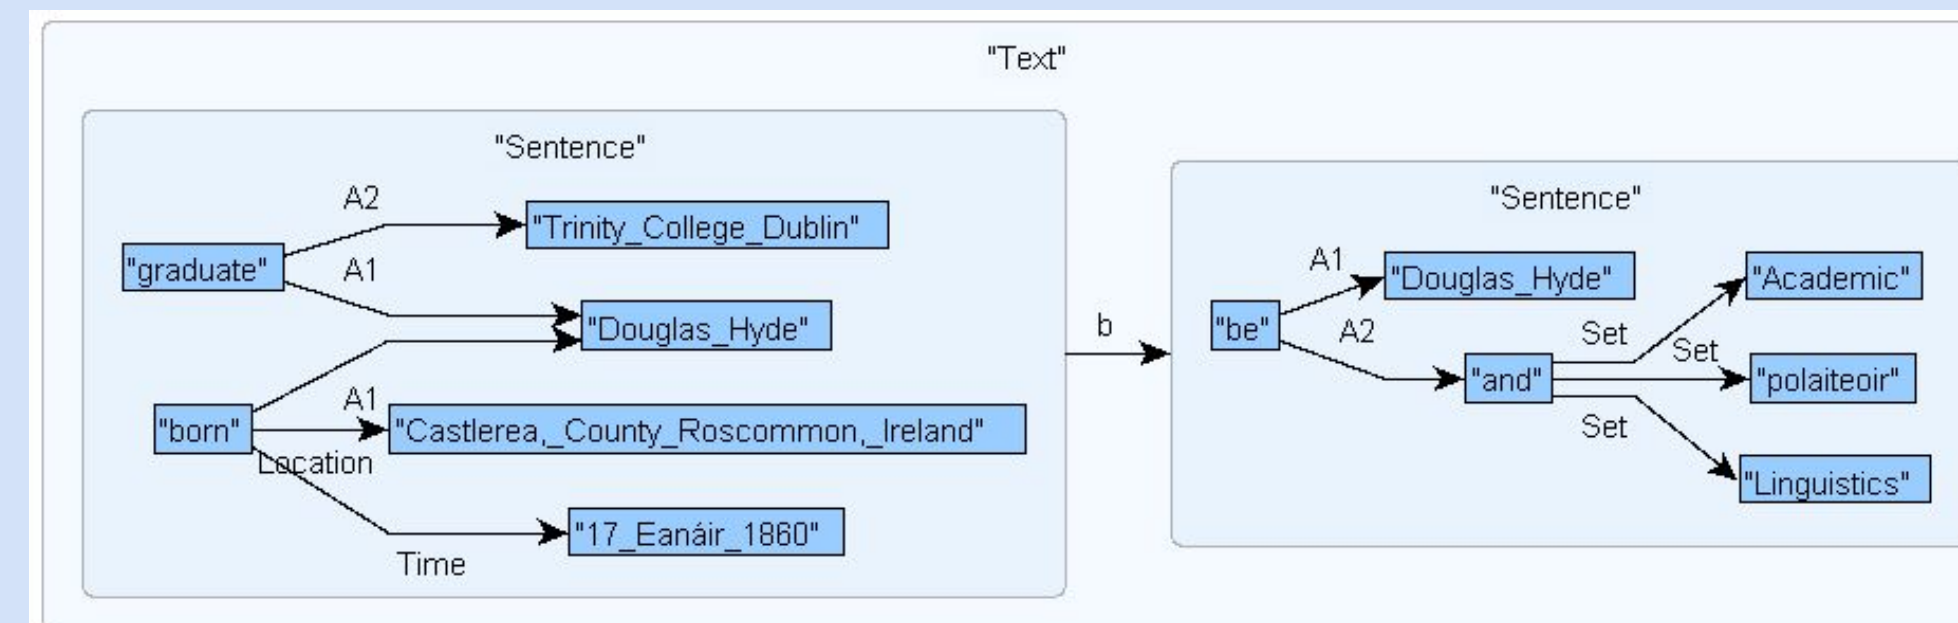 "Text"
"Sentence"
A2
"Trinity_College_Dublin"
"graduate"
A1
"Douglas_Hyde"
"born"
A1
"Castlerea,_County_Roscommon,_Ireland"
Location
"17_Eanáir_1860"
Time
b
"Sentence"
A1
"Douglas_Hyde"
"be"
A2
"and"
Set
"Academic"
Set
"polaiteoir"
Set
"Linguistics"